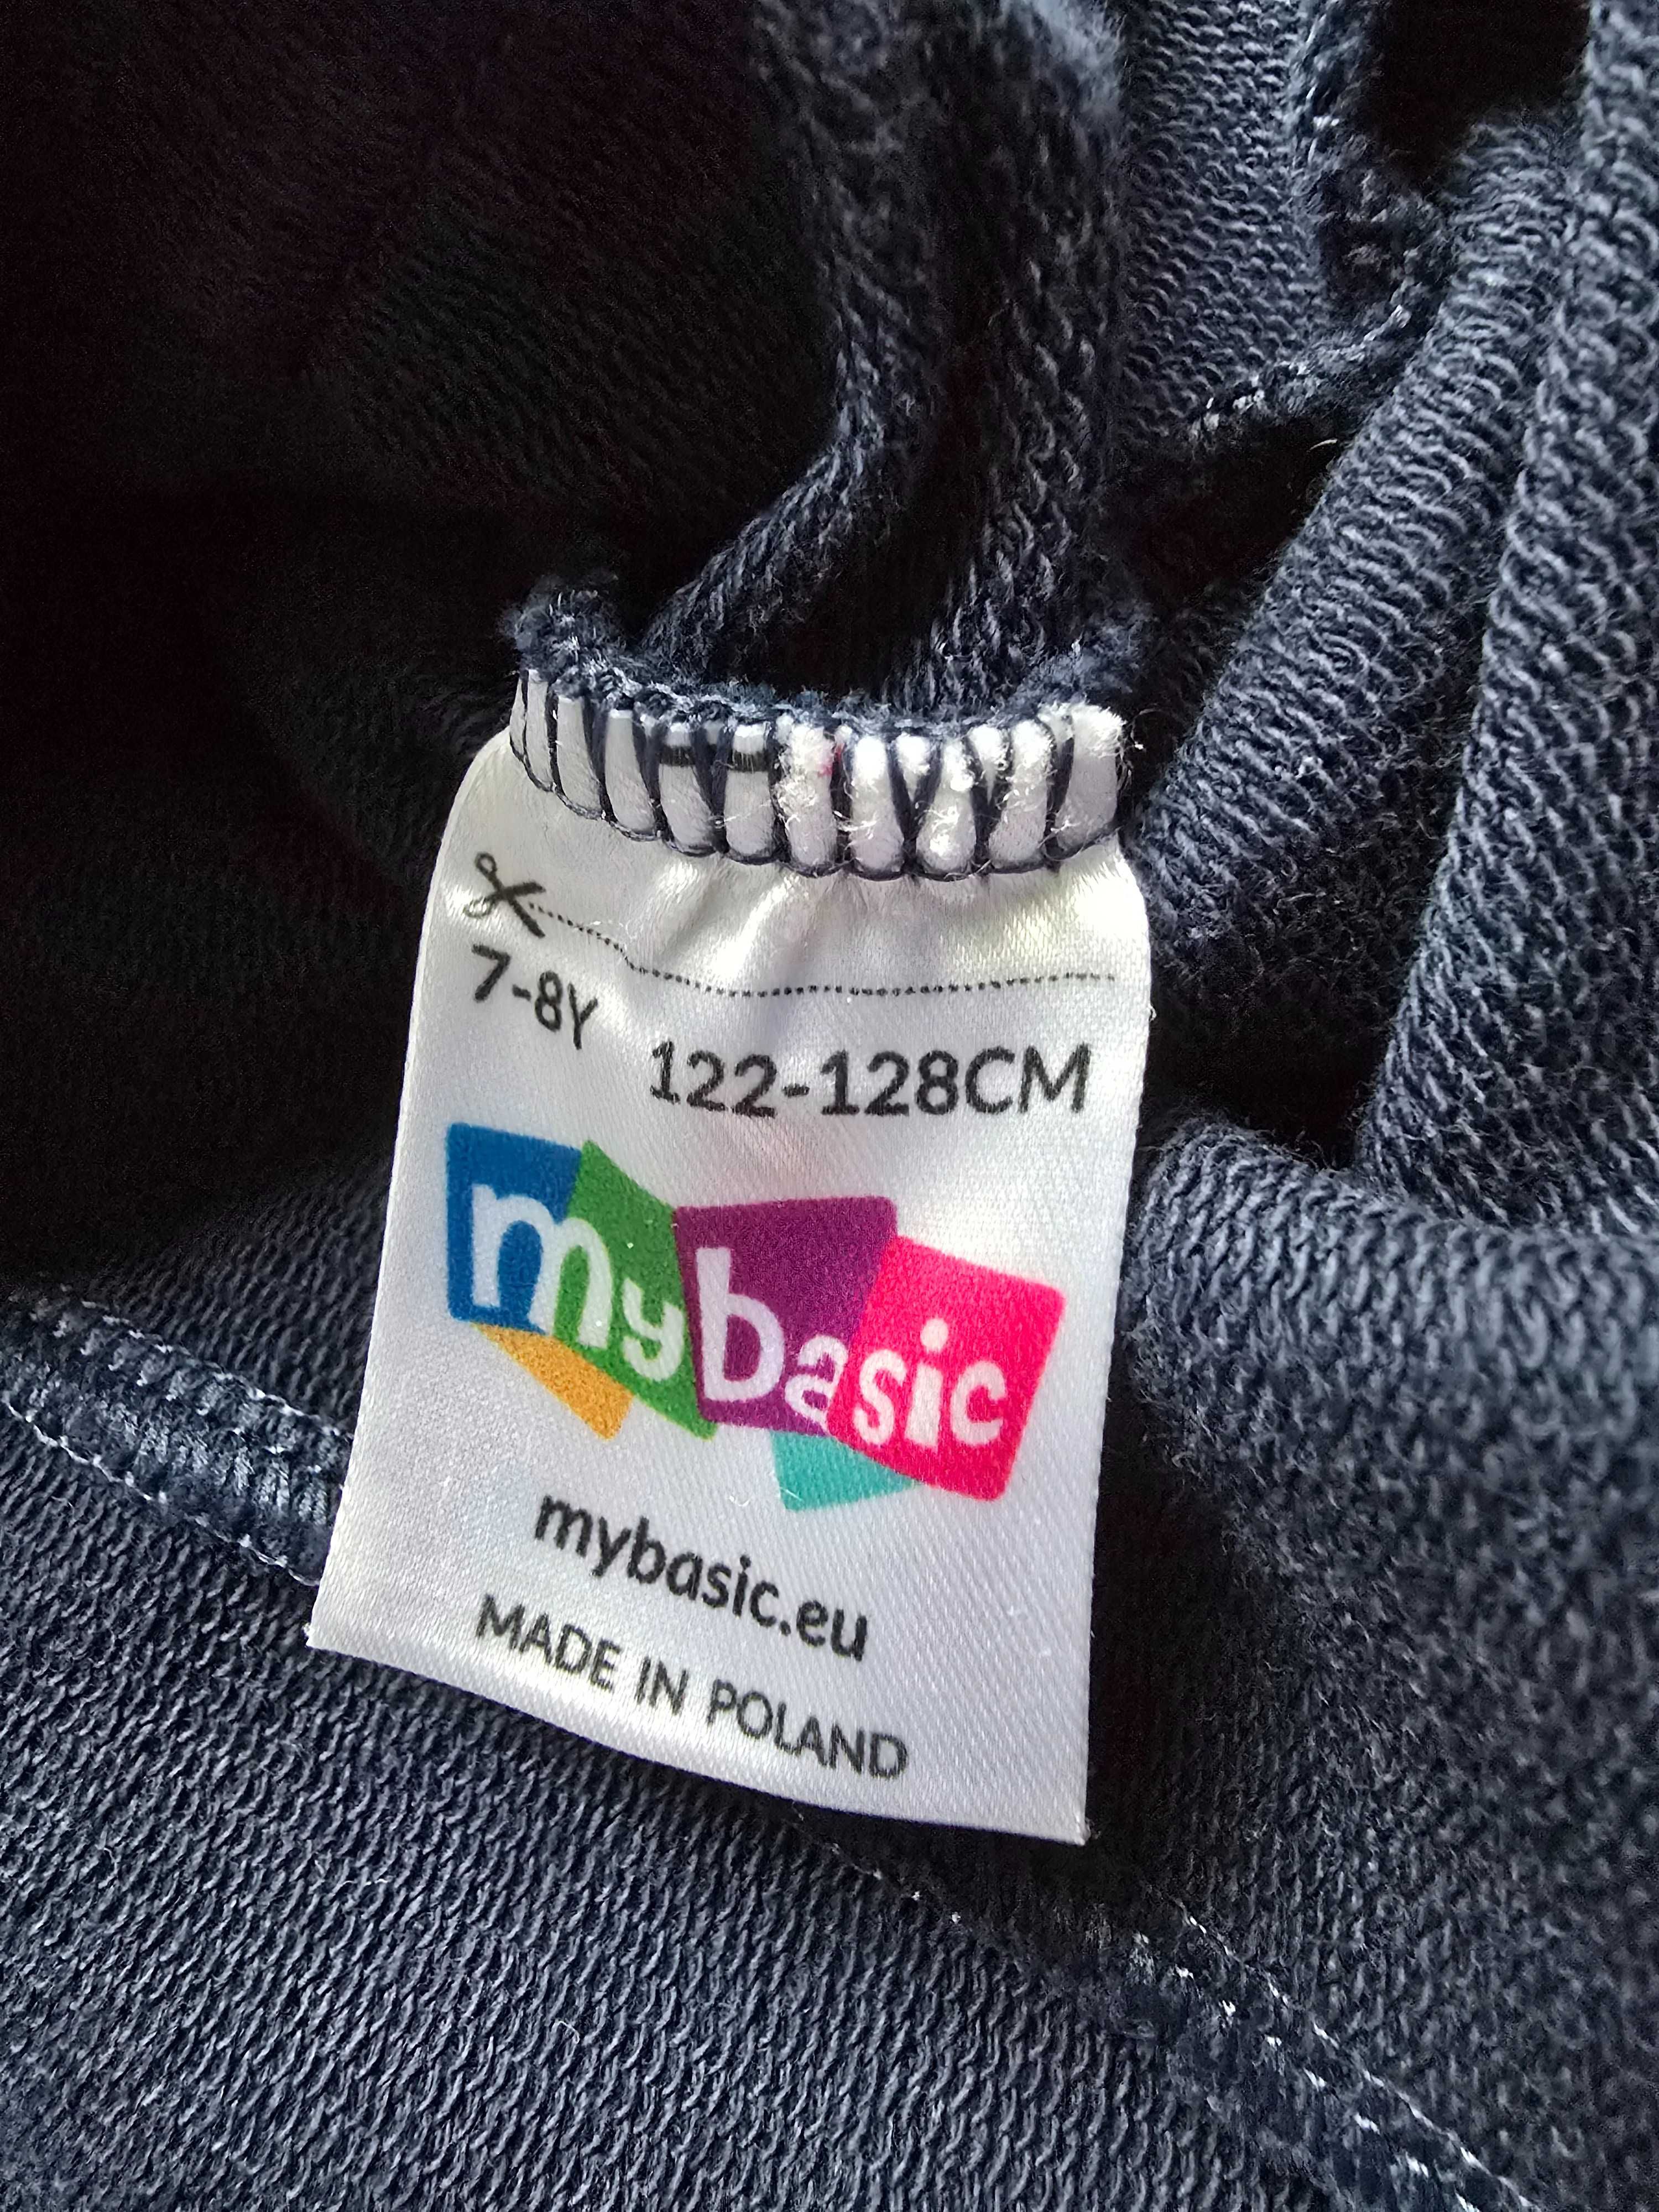 7-8Y
122-128CM
mybasic
mybasic.eu
MADE IN POLAND